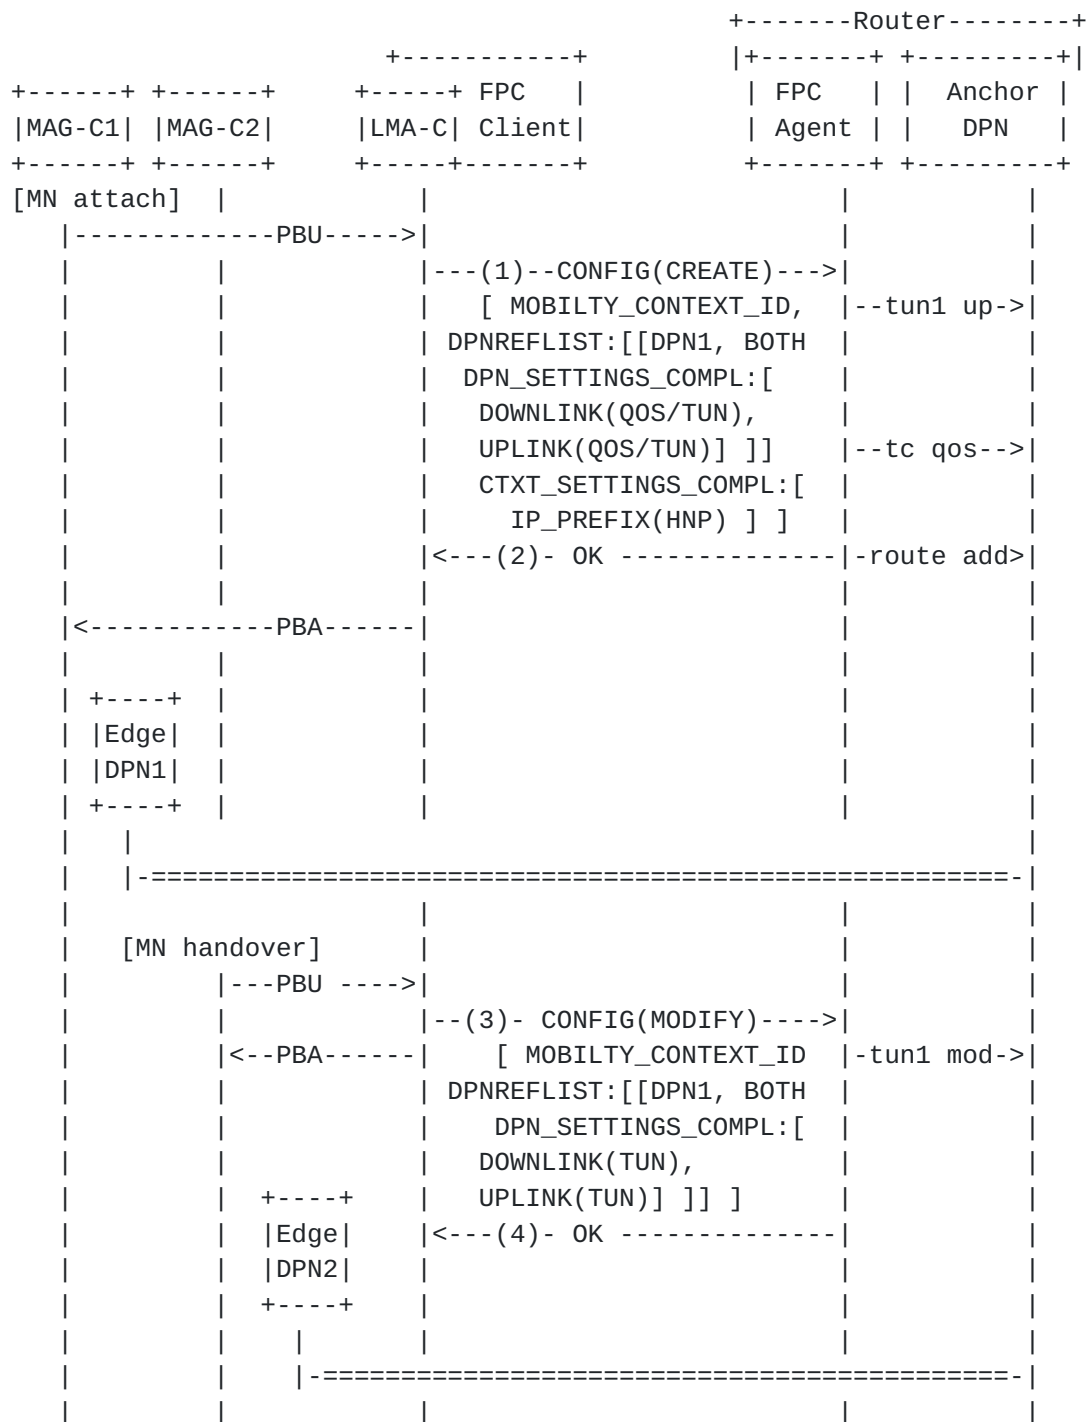 +-------Router--------+
+-----------+ |+-------+ +---------+|
+------+ +------+ +-----+ FPC | | FPC | | Anchor |
|MAG-C1| |MAG-C2| |LMA-C| Client| | Agent | | DPN |
+------+ +------+ +-----+-------+ +-------+ +---------+
[MN attach] | | | |
|-------------PBU----->| | |
| | |---(1)--CONFIG(CREATE)--->| |
| | | [ MOBILTY_CONTEXT_ID, |--tun1 up->|
| | | DPNREFLIST:[[DPN1, BOTH | |
| | | DPN_SETTINGS_COMPL:[ | |
| | | DOWNLINK(QOS/TUN), | |
| | | UPLINK(QOS/TUN)] ]] |--tc qos-->|
| | | CTXT_SETTINGS_COMPL:[ | |
| | | IP_PREFIX(HNP) ] ] | |
| | |<---(2)- OK --------------|-route add>|
| | | | |
|<------------PBA------| | |
| | | | |
| +----+ | | | |
| |Edge| | | | |
| |DPN1| | | | |
| +----+ | | | |
| | |
| |-=======================================================-|
| | | |
| [MN handover] | | |
| |---PBU ---->| | |
| | |--(3)- CONFIG(MODIFY)---->| |
| |<--PBA------| [ MOBILTY_CONTEXT_ID |-tun1 mod->|
| | | DPNREFLIST:[[DPN1, BOTH | |
| | | DPN_SETTINGS_COMPL:[ | |
| | | DOWNLINK(TUN), | |
| | +----+ | UPLINK(TUN)] ]] ] | |
| | |Edge| |<---(4)- OK --------------| |
| | |DPN2| | | |
| | +----+ | | |
| | | | | |
| | |-============================================-|
| | | | |